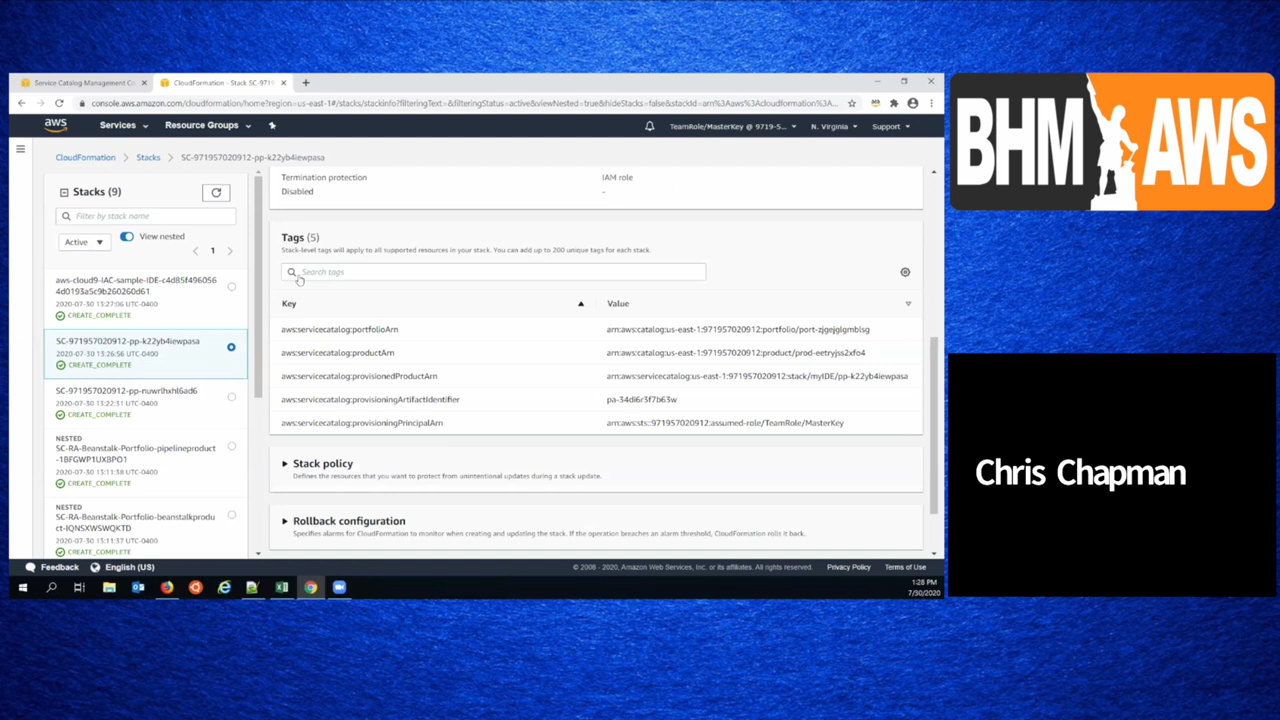 Service Catalog Management Co
CloudFormation - Stack SC-9719
console.aws.amazon.com/cloudformation/home?region=us-east-1#/stacks/stackinfo?filteringText=&filteringStatus=active&viewNested=true&hideStacks=false&stackId=arn%3Aaws%3Acloudformation%3A...
aws
Services
Resource Groups
TeamRole/MasterKey @ 9719-5...
N. Virginia
Support
CloudFormation
Stacks
SC-971957020912-pp-k22yb4iewpasa
Stacks (9)
Filter by stack name
Active
View nested
1
aws-cloud9-IAC-sample-IDE-c4d85f496056
4d0193a5c9b260260d61
2020-07-30 13:27:06 UTC-0400
CREATE_COMPLETE
SC-971957020912-pp-k22yb4iewpasa
2020-07-30 13:26:56 UTC-0400
CREATE_COMPLETE
SC-971957020912-pp-nuwrlhxhl6ad6
2020-07-30 13:22:31 UTC-0400
CREATE_COMPLETE
NESTED
SC-RA-Beanstalk-Portfolio-pipelineproduct
-1BFGWP1UXBPO1
2020-07-30 13:11:38 UTC-0400
CREATE_COMPLETE
NESTED
SC-RA-Beanstalk-Portfolio-beanstalkprodu
ct-IQNSXWSWQKTD
2020-07-30 13:11:37 UTC-0400
CREATE_COMPLETE
Termination protection
Disabled
IAM role
-
Tags (5)
Stack-level tags will apply to all supported resources in your stack. You can add up to 200 unique tags for each stack.
Search tags
Key
Value
aws:servicecatalog:portfolioArn
arn:aws:catalog:us-east-1:971957020912:portfolio/port-zjgejglgmblsg
aws:servicecatalog:productArn
arn:aws:catalog:us-east-1:971957020912:product/prod-eetryjss2xfo4
aws:servicecatalog:provisionedProductArn
arn:aws:servicecatalog:us-east-1:971957020912:stack/myIDE/pp-k22yb4iewpasa
aws:servicecatalog:provisioningArtifactIdentifier
pa-34di6r3f7b63w
aws:servicecatalog:provisioningPrincipalArn
arn:aws:sts::971957020912:assumed-role/TeamRole/MasterKey
Stack policy
Defines the resources that you want to protect from unintentional updates during a stack update.
Rollback configuration
Specifies alarms for CloudFormation to monitor when creating and updating the stack. If the operation breaches an alarm threshold, CloudFormation rolls it back.
Feedback
English (US)
© 2008 - 2020, Amazon Web Services, Inc. or its affiliates. All rights reserved.
Privacy Policy
Terms of Use
1:28 PM
7/30/2020
BHM AWS
Chris Chapman